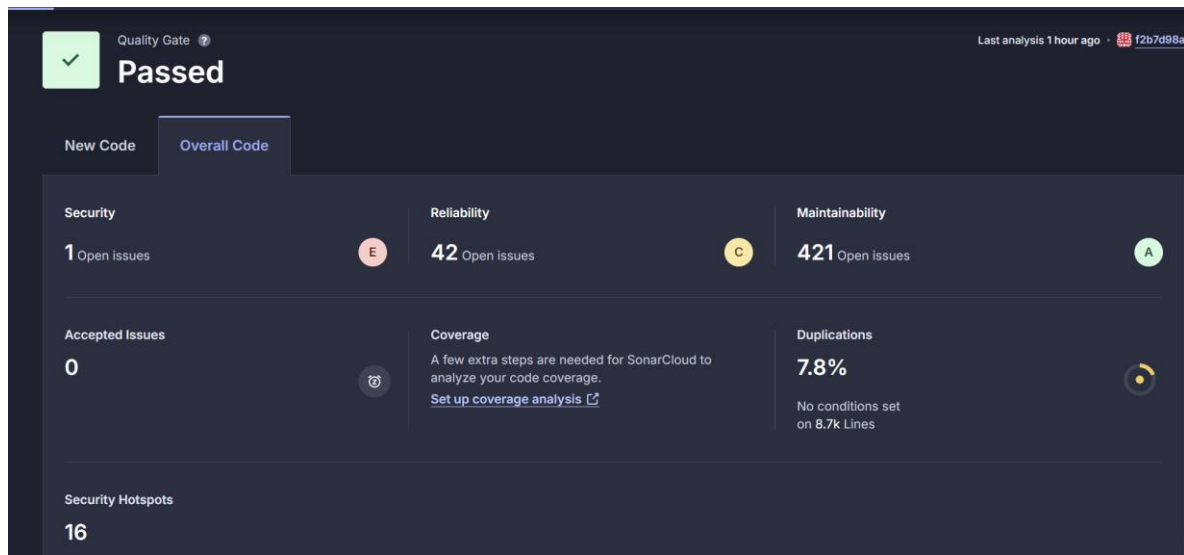 Quality Gate ?
Passed
Last analysis 1 hour ago · f2b7d98a
New Code
Overall Code
Security
1 Open issues
E
Reliability
42 Open issues
C
Maintainability
421 Open issues
A
Accepted Issues
0
Coverage
A few extra steps are needed for SonarCloud to
analyze your code coverage.
Set up coverage analysis
Duplications
7.8%
No conditions set
on 8.7k Lines
Security Hotspots
16